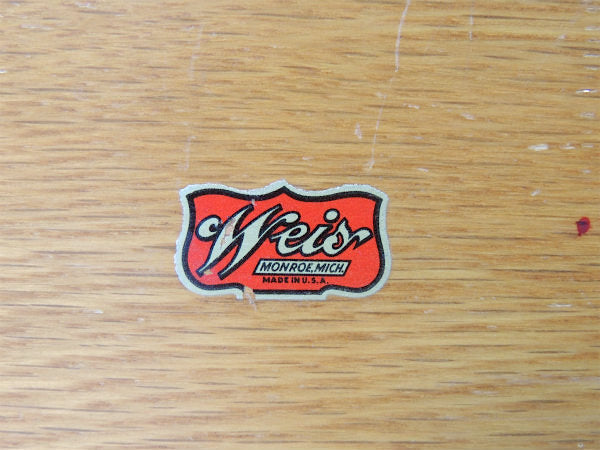 Weis
MONROE, MICH.
MADE IN U.S.A.